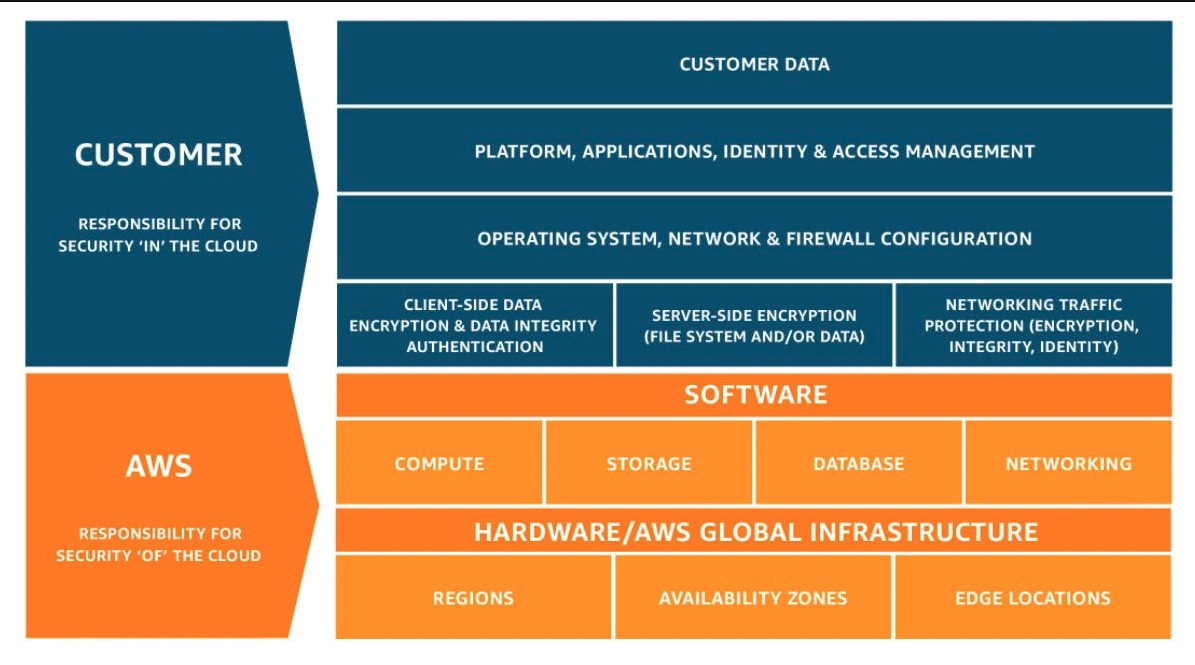 CUSTOMER
RESPONSIBILITY FOR
SECURITY ‘IN’ THE CLOUD
CUSTOMER DATA
PLATFORM, APPLICATIONS, IDENTITY & ACCESS MANAGEMENT
OPERATING SYSTEM, NETWORK & FIREWALL CONFIGURATION
CLIENT-SIDE DATA
ENCRYPTION & DATA INTEGRITY
AUTHENTICATION
SERVER-SIDE ENCRYPTION
(FILE SYSTEM AND/OR DATA)
NETWORKING TRAFFIC
PROTECTION (ENCRYPTION,
INTEGRITY, IDENTITY)
AWS
RESPONSIBILITY FOR
SECURITY ‘OF’ THE CLOUD
SOFTWARE
COMPUTE
STORAGE
DATABASE
NETWORKING
HARDWARE/AWS GLOBAL INFRASTRUCTURE
REGIONS
AVAILABILITY ZONES
EDGE LOCATIONS